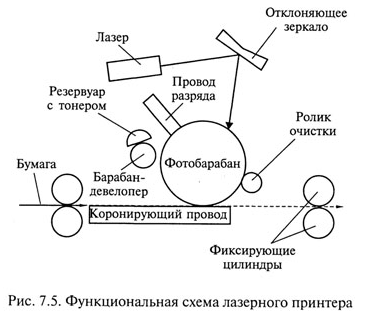 Отклоняющее
зеркало
Лазер
Провод
разряда
Резервуар
с тонером
Ролик
очистки
Фотобарабан
Бумага
Барабан-
девелопер
Коронирующий провод
Фиксирующие
цилиндры
Рис. 7.5. Функциональная схема лазерного принтера